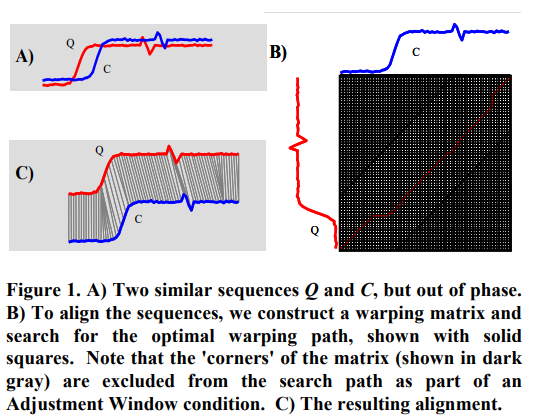 A)
Q
C
B)
C
Q
C)
Q
C
Figure 1. A) Two similar sequences Q and C, but out of phase.
B) To align the sequences, we construct a warping matrix and
search for the optimal warping path, shown with solid
squares. Note that the 'corners' of the matrix (shown in dark
gray) are excluded from the search path as part of an
Adjustment Window condition. C) The resulting alignment.